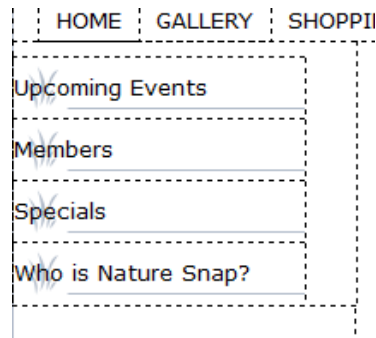 HOME GALLERY
Upcoming Events
Members
Specials
Who is Nature Snap?